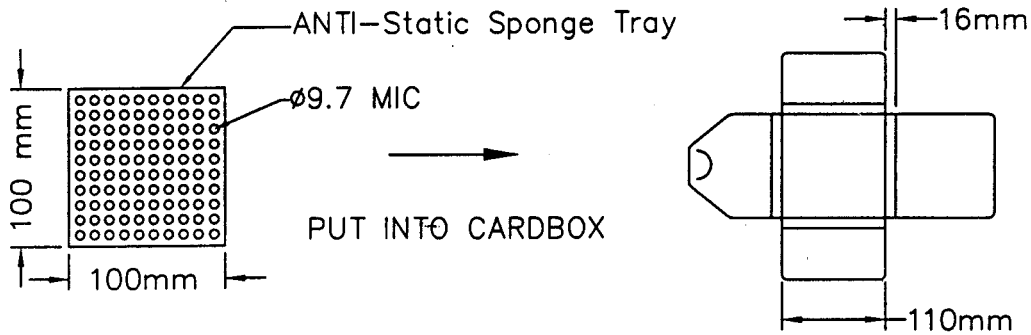 ANTI-Static Sponge Tray
16mm
ø9.7 MIC
100 mm
PUT INTO CARDBOX
100mm
110mm